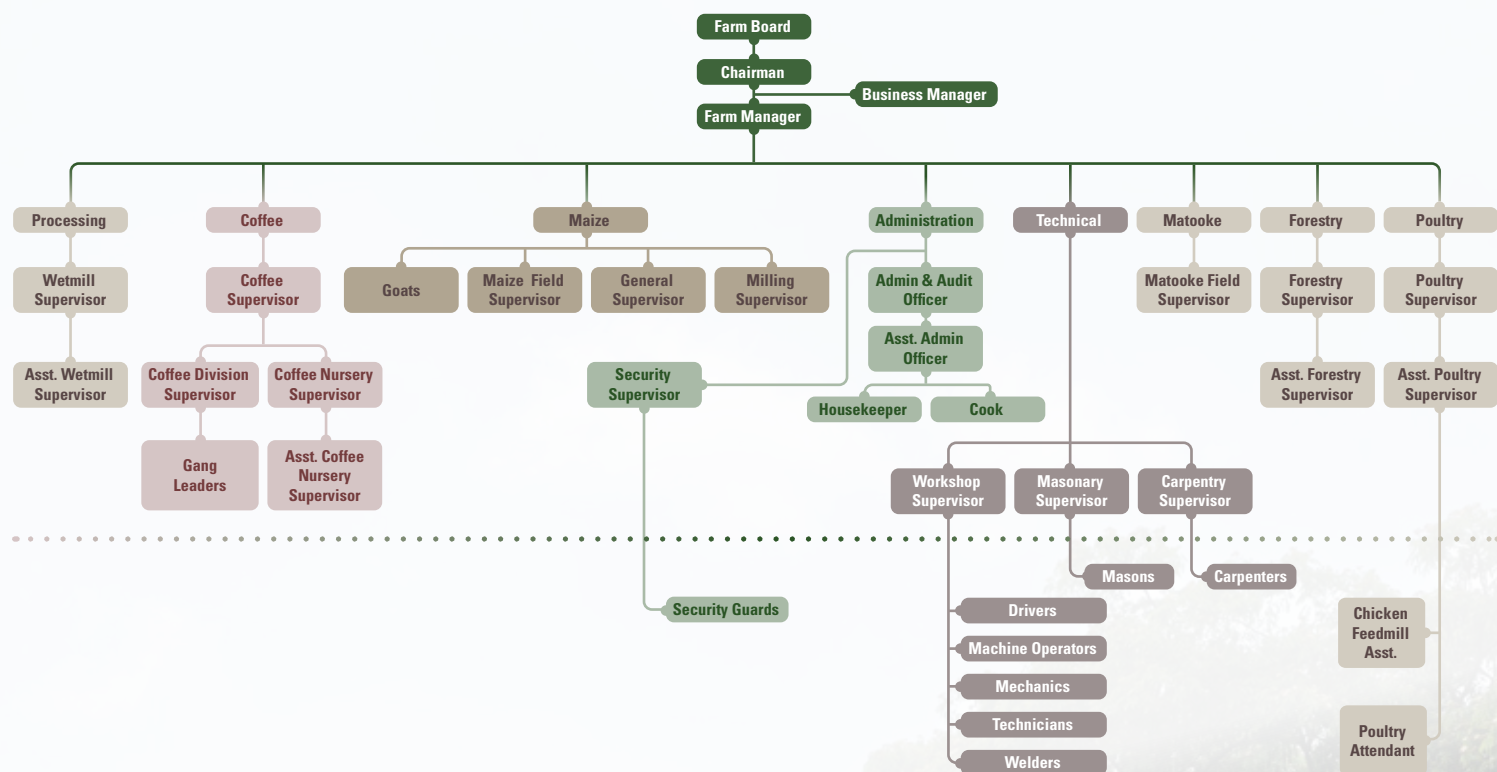 Farm Board
Chairman
Business Manager
Farm Manager
Processing
Coffee
Maize
Administration
Technical
Matooke
Forestry
Poultry
Wetmill
Supervisor
Coffee
Supervisor
Goats
Maize Field
Supervisor
General
Supervisor
Milling
Supervisor
Admin & Audit
Officer
Matooke Field
Supervisor
Forestry
Supervisor
Poultry
Supervisor
Asst. Admin
Officer
Asst. Wetmill
Supervisor
Coffee Division
Supervisor
Coffee Nursery
Supervisor
Security
Supervisor
Asst. Forestry
Supervisor
Asst. Poultry
Supervisor
Housekeeper
Cook
Gang
Leaders
Asst. Coffee
Nursery
Supervisor
Workshop
Supervisor
Masonary
Supervisor
Carpentry
Supervisor
Masons
Carpenters
Security Guards
Drivers
Machine Operators
Mechanics
Technicians
Welders
Chicken
Feedmill
Asst.
Poultry
Attendant